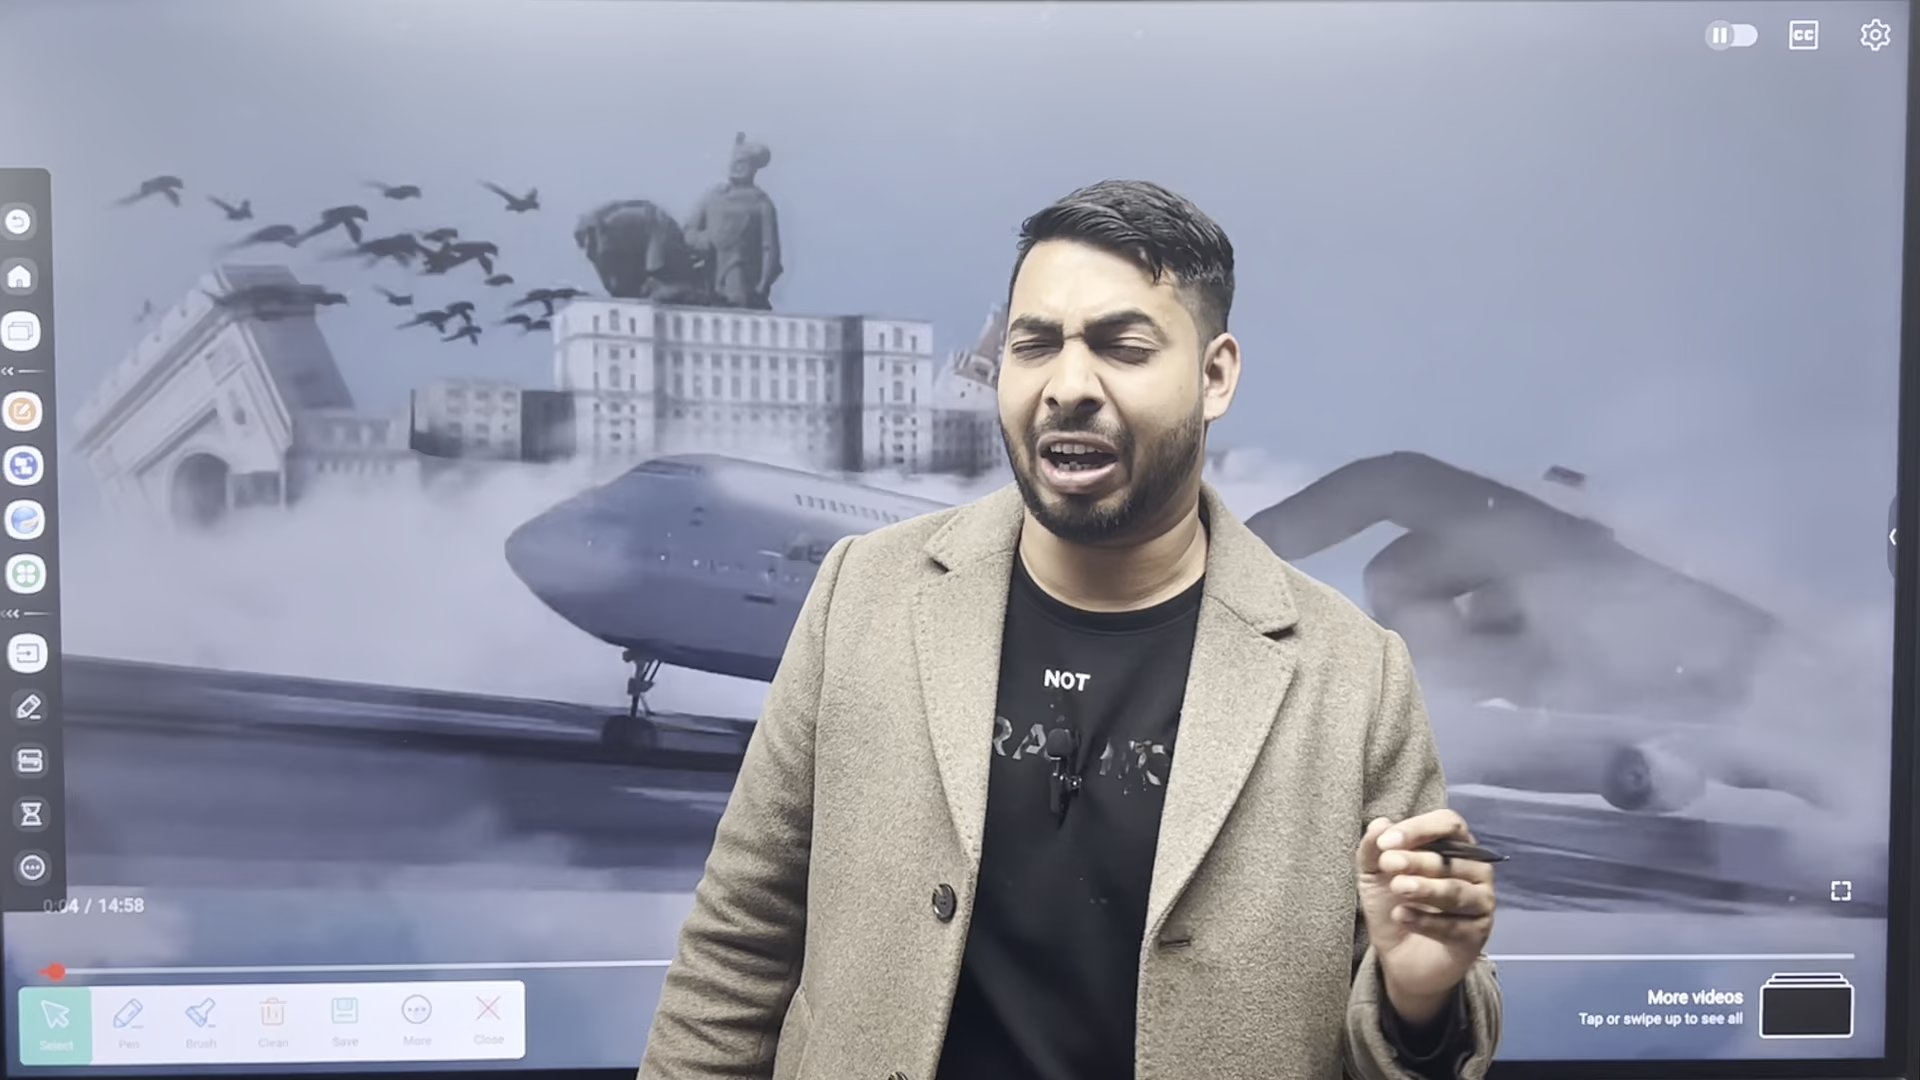 CC
NOT
0:04 / 14:58
More videos
Tap or swipe up to see all
Select
Pen
Brush
Clean
Save
More
Close